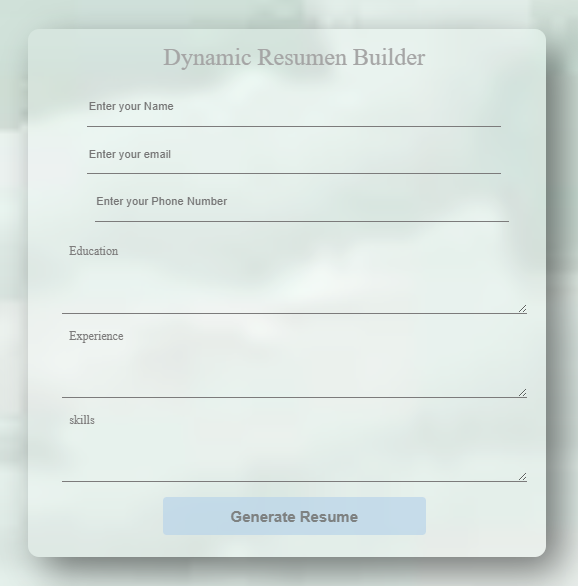 Dynamic Resumen Builder
Enter your Name
Enter your email
Enter your Phone Number
Education
Experience
skills
Generate Resume